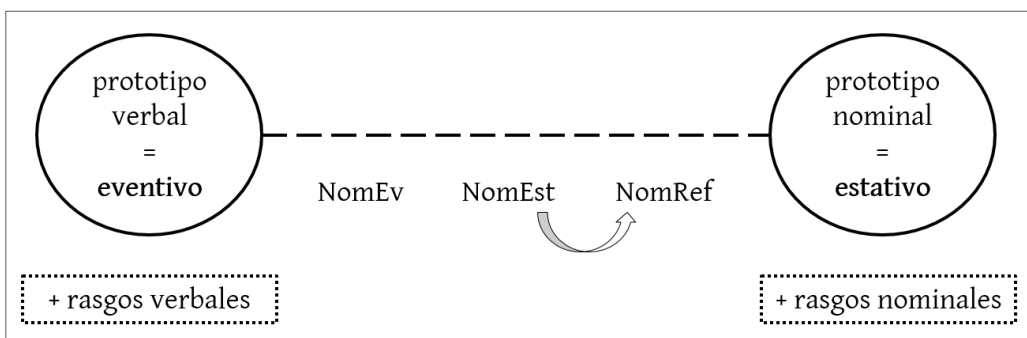 prototipo
verbal
=
eventivo
prototipo
nominal
=
estativo
NomEv NomEst NomRef
+ rasgos verbales
+ rasgos nominales